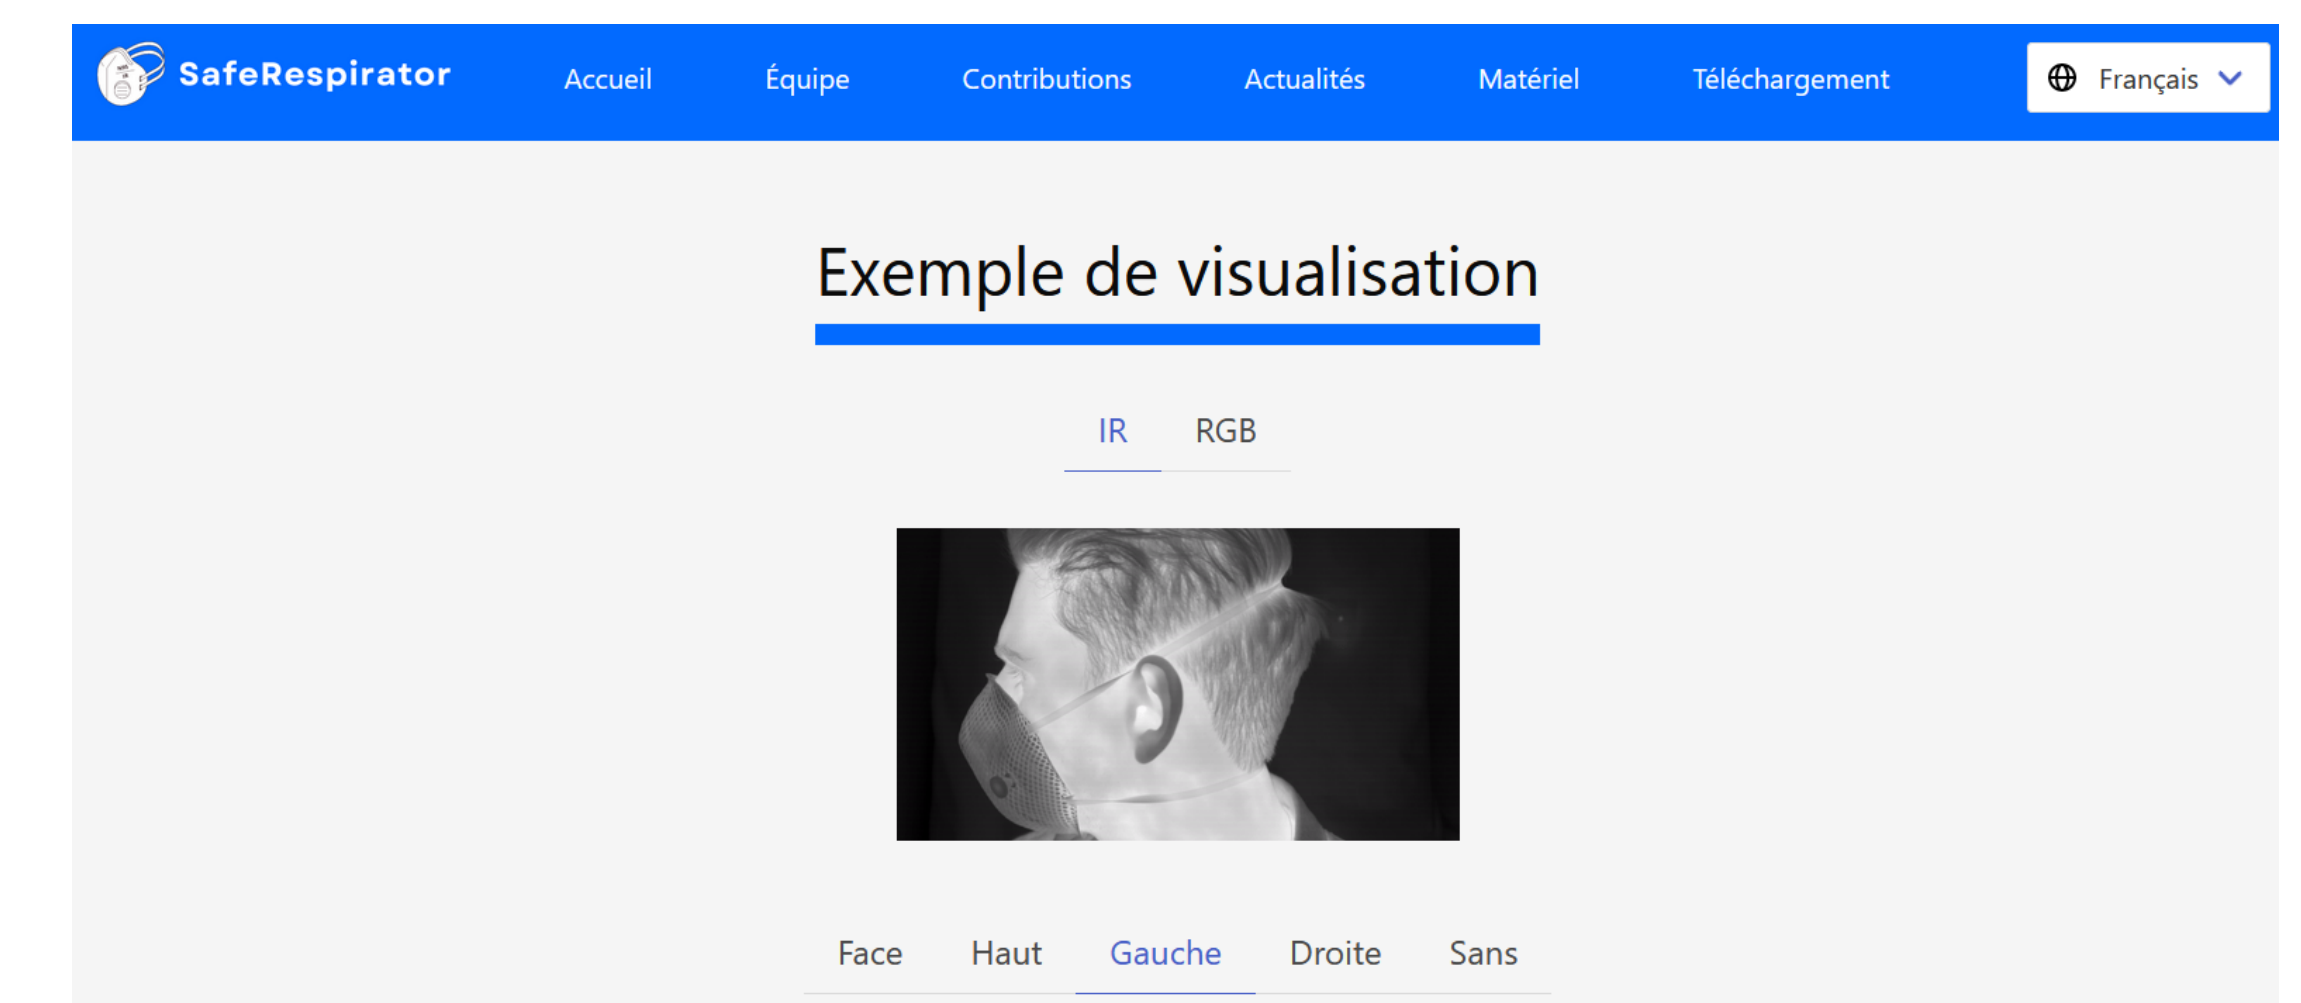 SafeRespirator Accueil Équipe Contributions Actualités Matériel Téléchargement Français
Exemple de visualisation
IR RGB
Face Haut Gauche Droite Sans